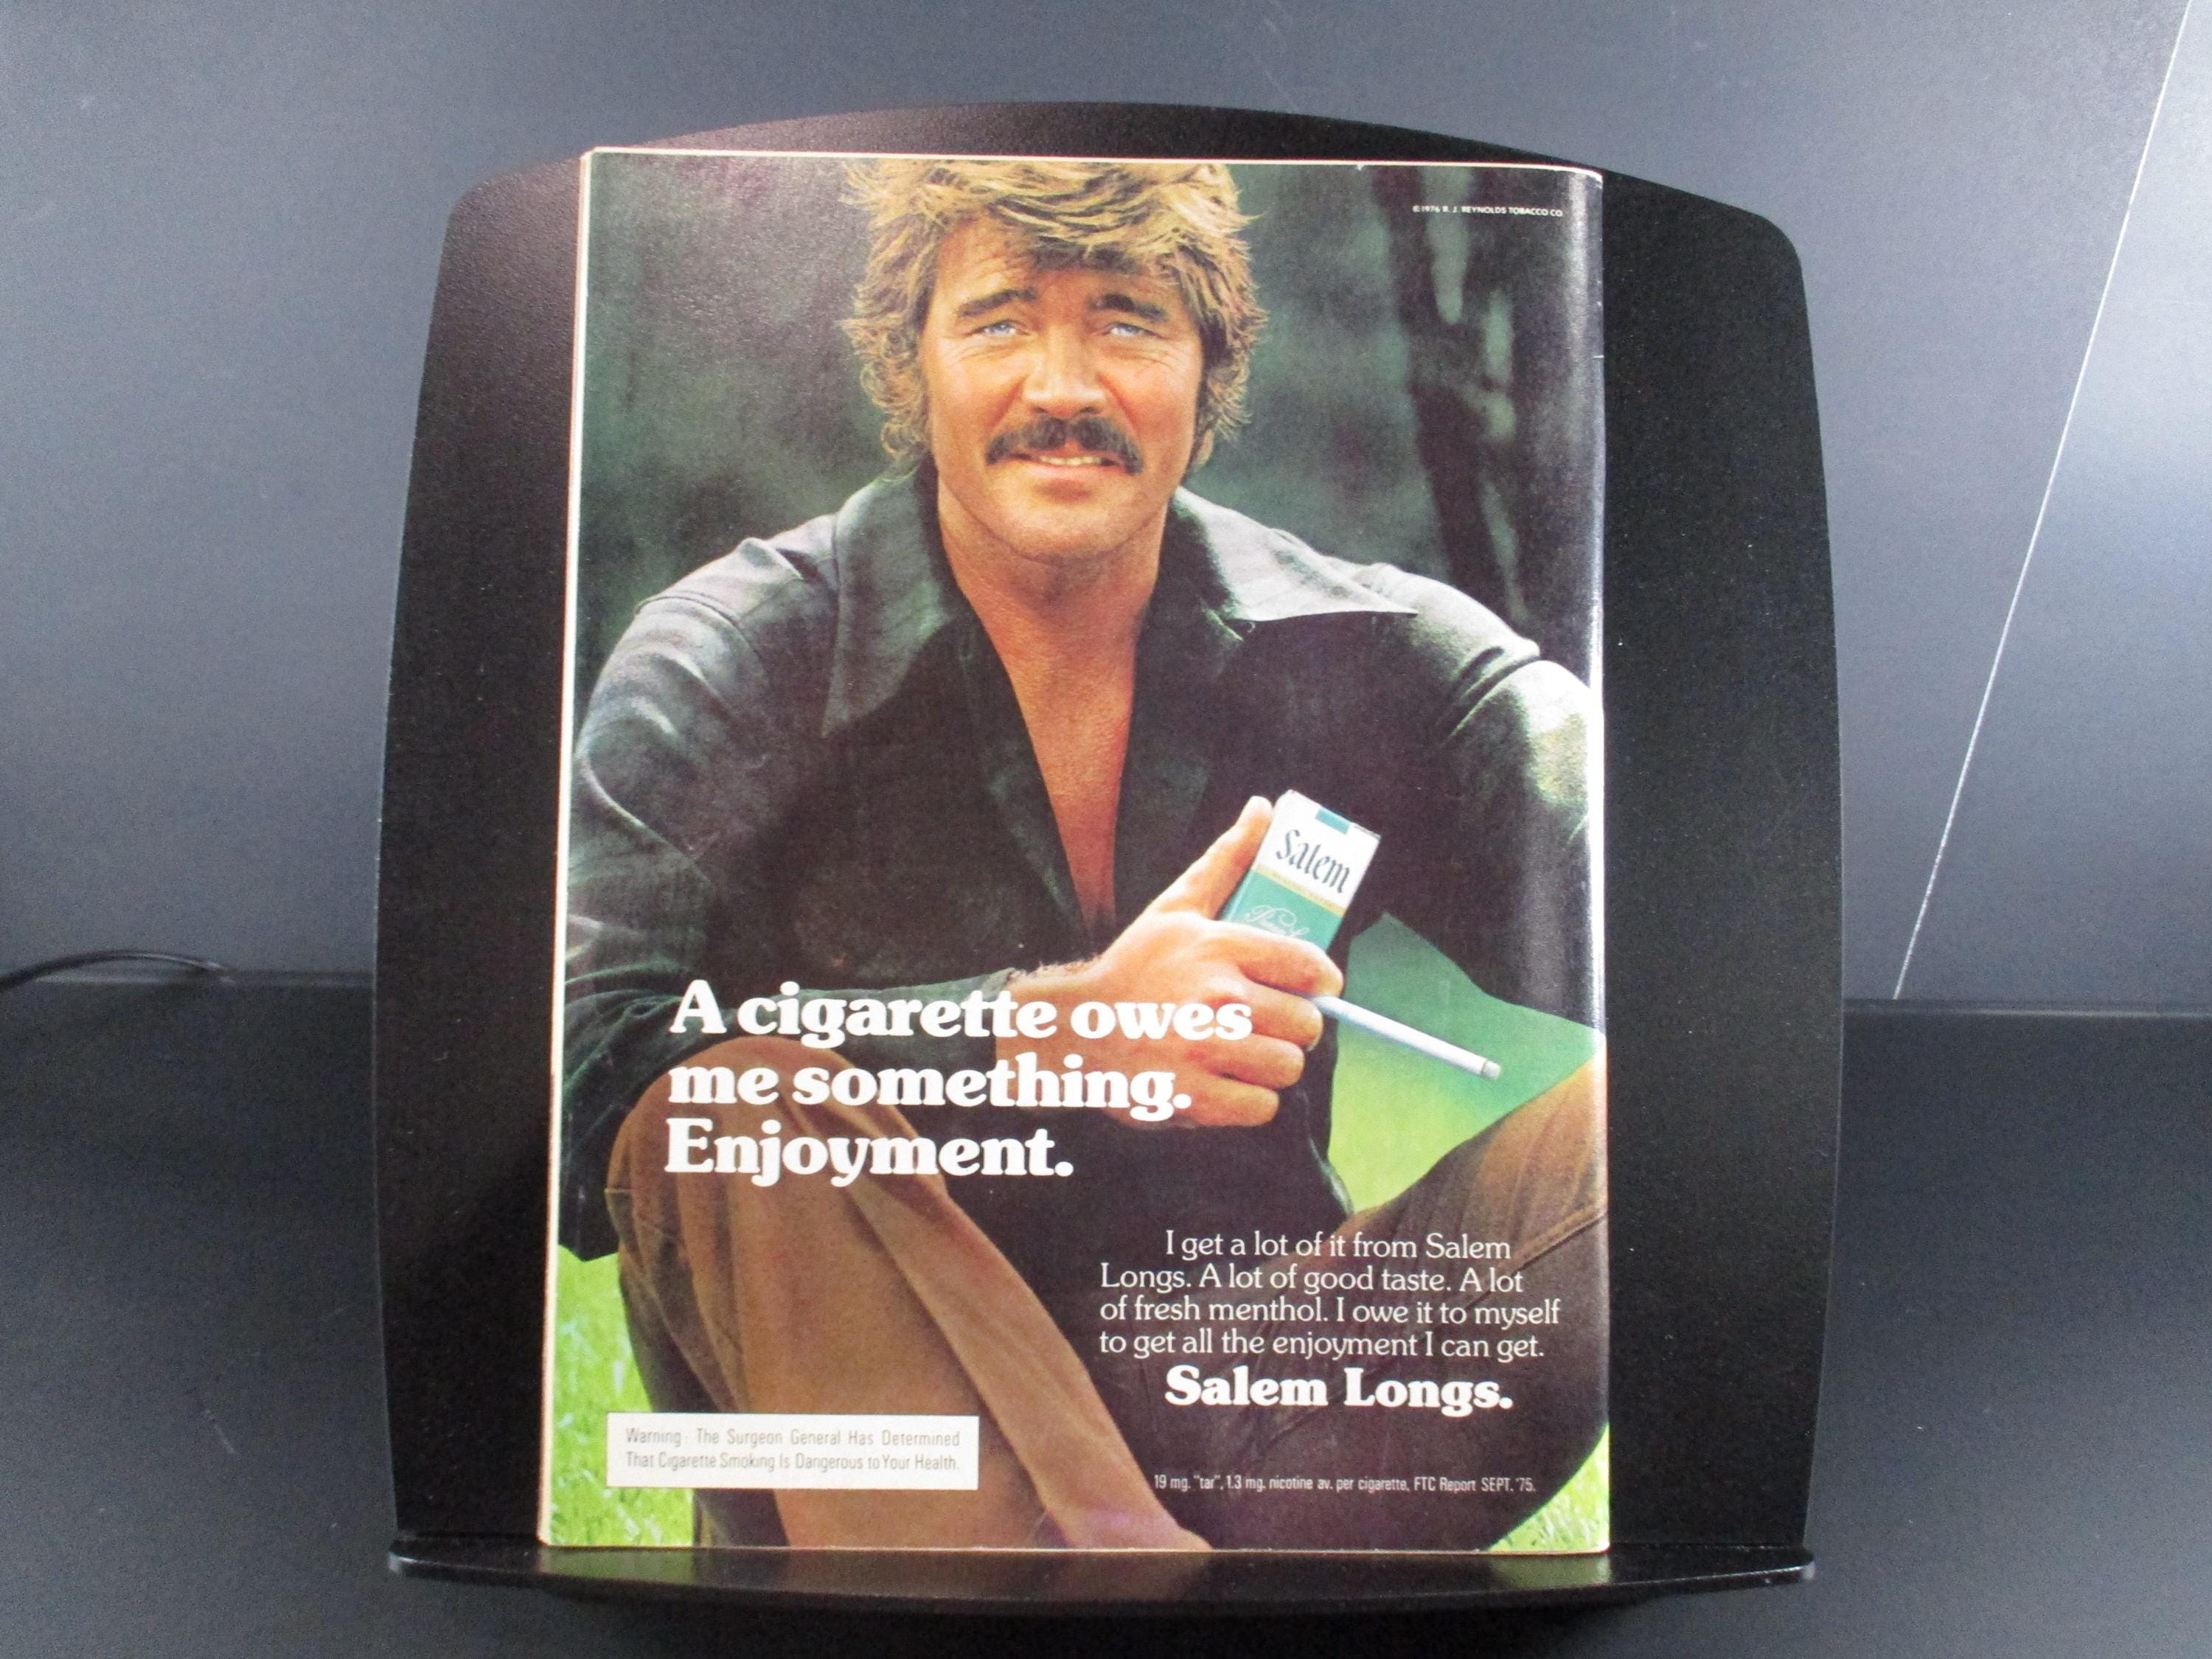 ©1976 R. J. REYNOLDS TOBACCO CO.
Salem
A cigarette owes
me something.
Enjoyment.
I get a lot of it from Salem
Longs. A lot of good taste. A lot
of fresh menthol. I owe it to myself
to get all the enjoyment I can get.
Salem Longs.
Warning: The Surgeon General Has Determined
That Cigarette Smoking Is Dangerous to Your Health.
19 mg. "tar", 1.3 mg. nicotine av. per cigarette, FTC Report SEPT. '75.